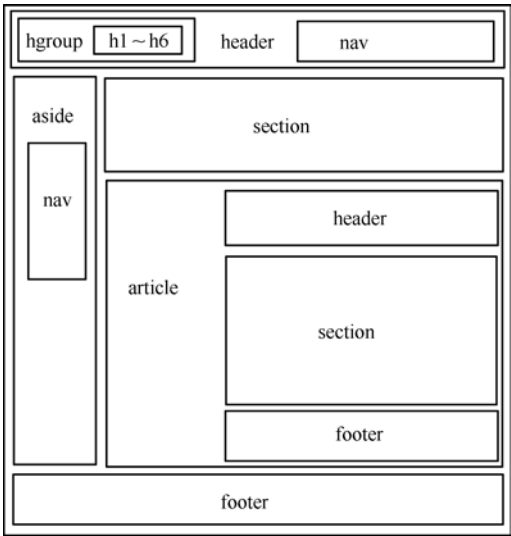 hgroup h1～h6 header nav
aside
section
nav
header
article
section
footer
footer